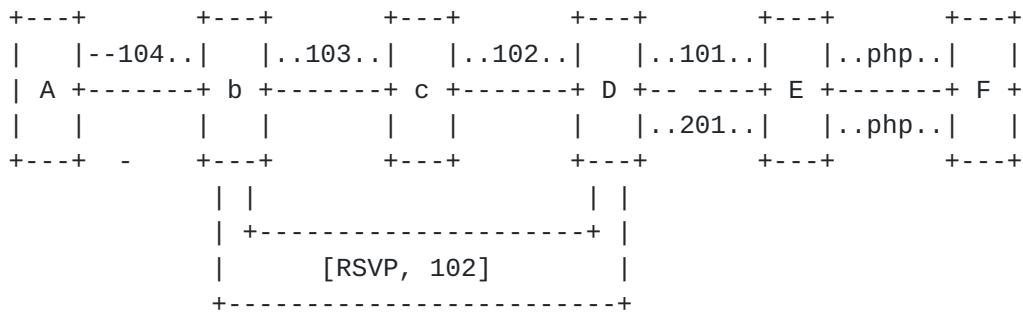 +---+       +---+       +---+       +---+       +---+       +---+
|   |--104..|   |..103..|   |..102..|   |..101..|   |..php..|   |
| A +-------+ b +-------+ c +-------+ D +-- ----+ E +-------+ F +
|   |       |   |       |   |       |   |..201..|   |..php..|   |
+---+  -    +---+       +---+       +---+       +---+       +---+
             | |                     | |
             | +---------------------+ |
             |      [RSVP, 102]        |
             +-------------------------+